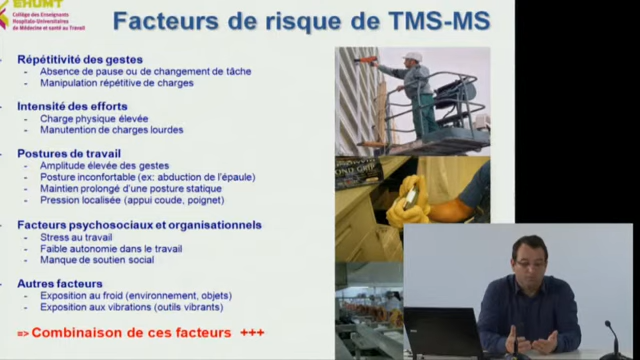 EHUMT
Collège des Enseignants
Hospitalo-Universitaires
de Médecine et santé au Travail
Facteurs de risque de TMS-MS
- Répétitivité des gestes
- Absence de pause ou de changement de tâche
- Manipulation répétitive de charges
- Intensité des efforts
- Charge physique élevée
- Manutention de charges lourdes
- Postures de travail
- Amplitude élevée des gestes
- Posture inconfortable (ex: abduction de l'épaule)
- Maintien prolongé d'une posture statique
- Pression localisée (appui coude, poignet)
- Facteurs psychosociaux et organisationnels
- Stress au travail
- Faible autonomie dans le travail
- Manque de soutien social
- Autres facteurs
- Exposition au froid (environnement, objets)
- Exposition aux vibrations (outils vibrants)
=> Combinaison de ces facteurs +++
OND GRIP